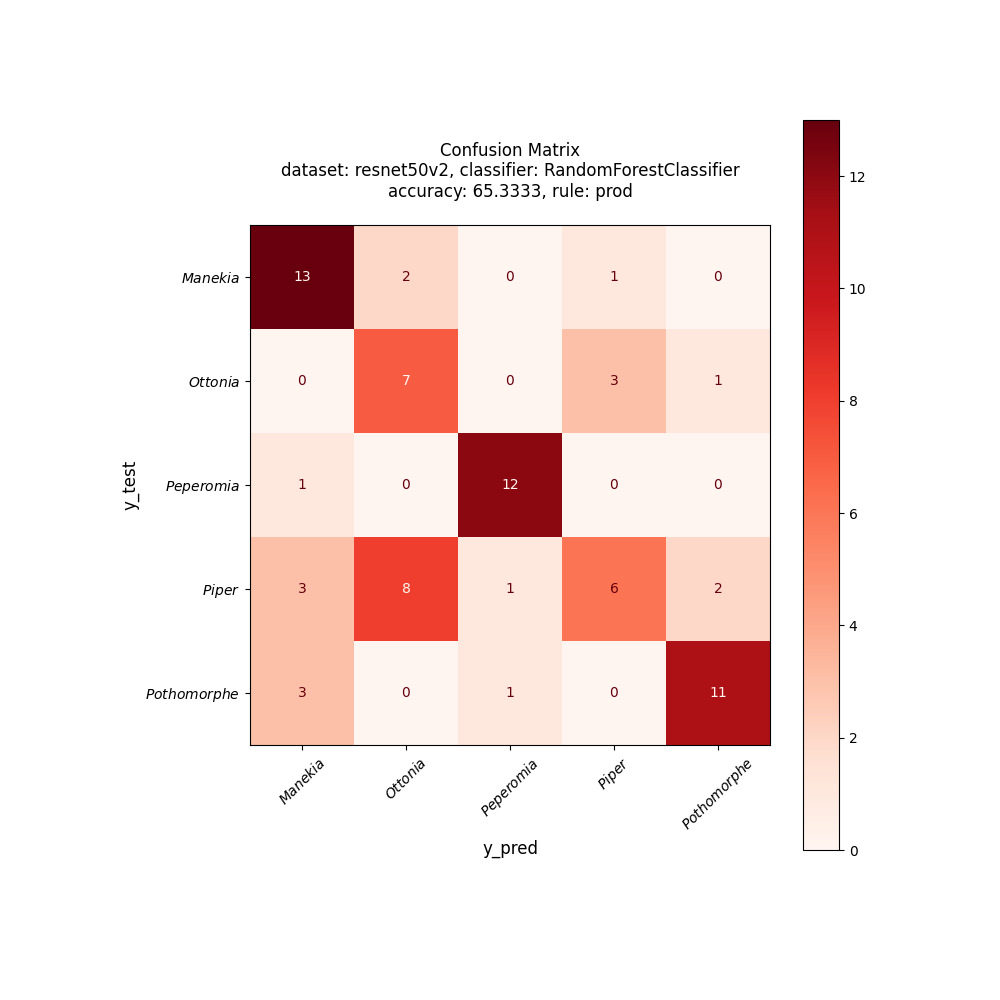 Confusion Matrix
dataset: resnet50v2, classifier: RandomForestClassifier
accuracy: 65.3333, rule: prod
Manekia 13 2 0 1 0
Ottonia 0 7 0 3 1
Peperomia 1 0 12 0 0
Piper 3 8 1 6 2
Pothomorphe 3 0 1 0 11
Manekia Ottonia Peperomia Piper Pothomorphe
y_test
y_pred
12
10
8
6
4
2
0